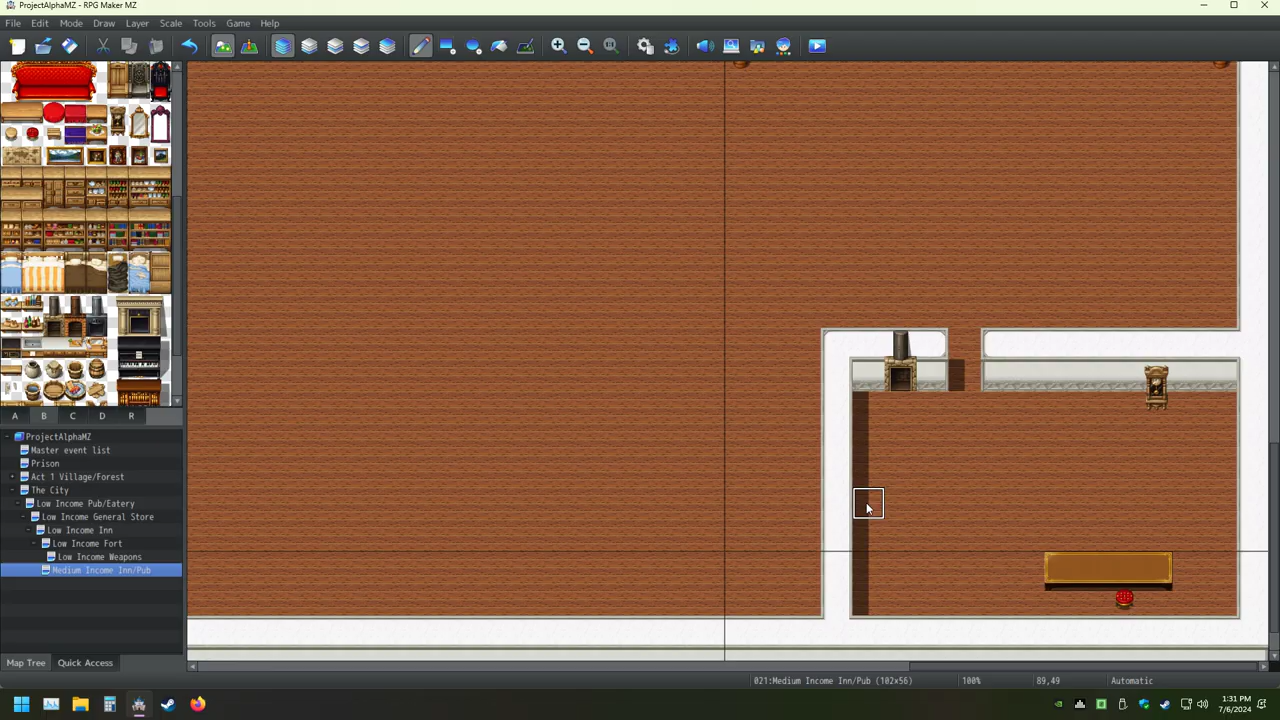 ProjectAlphaMZ - RPG Maker MZ
File Edit Mode Draw Scale Tools Game Help
A B C D R
ProjectAlphaMZ
Master event list
Prison
Act 1 Village/Forest
The City
Low Income Pub/Eatery
Low Income General Store
Low Income Inn
Low Income Fort
Low Income Weapons
Medium Income Inn/Pub
Map Tree Quick Access
021:Medium Income Inn/Pub (102×56) 100% 89,49 Automatic
1:31 PM
7/6/2024